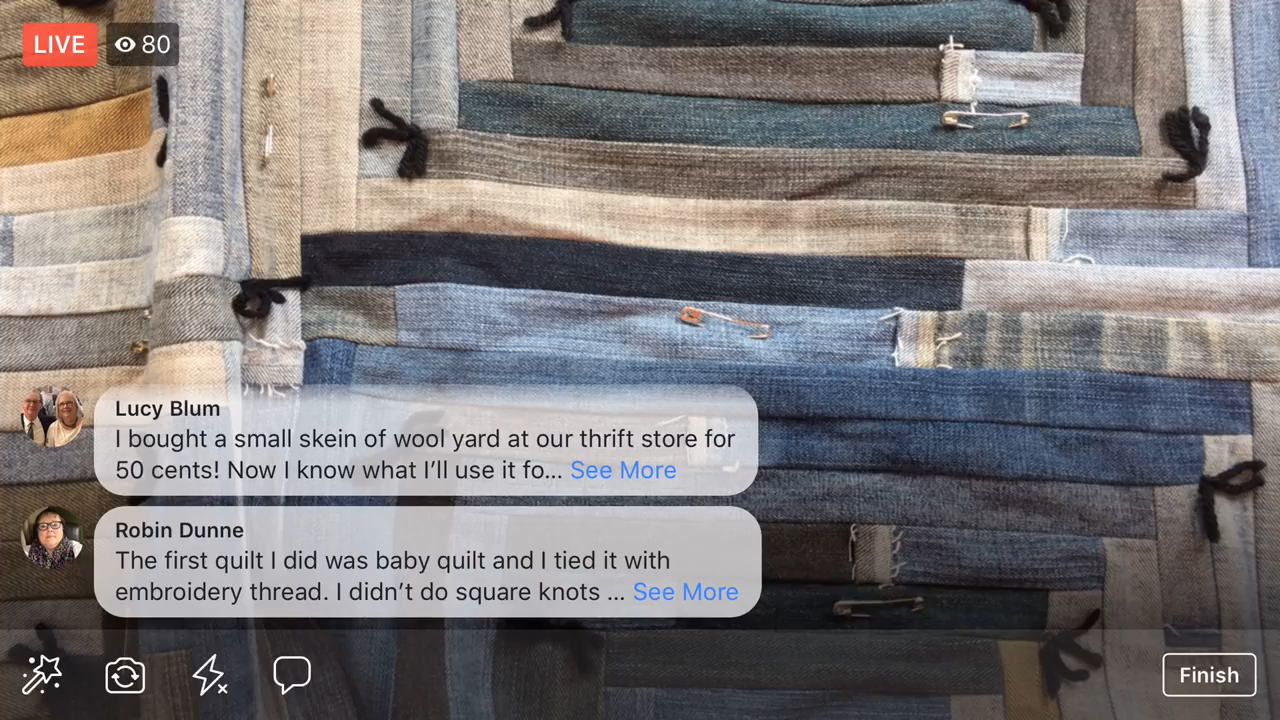 LIVE 80
Lucy Blum
I bought a small skein of wool yard at our thrift store for
50 cents! Now I know what I’ll use it fo... See More
Robin Dunne
The first quilt I did was baby quilt and I tied it with
embroidery thread. I didn’t do square knots ... See More
Finish